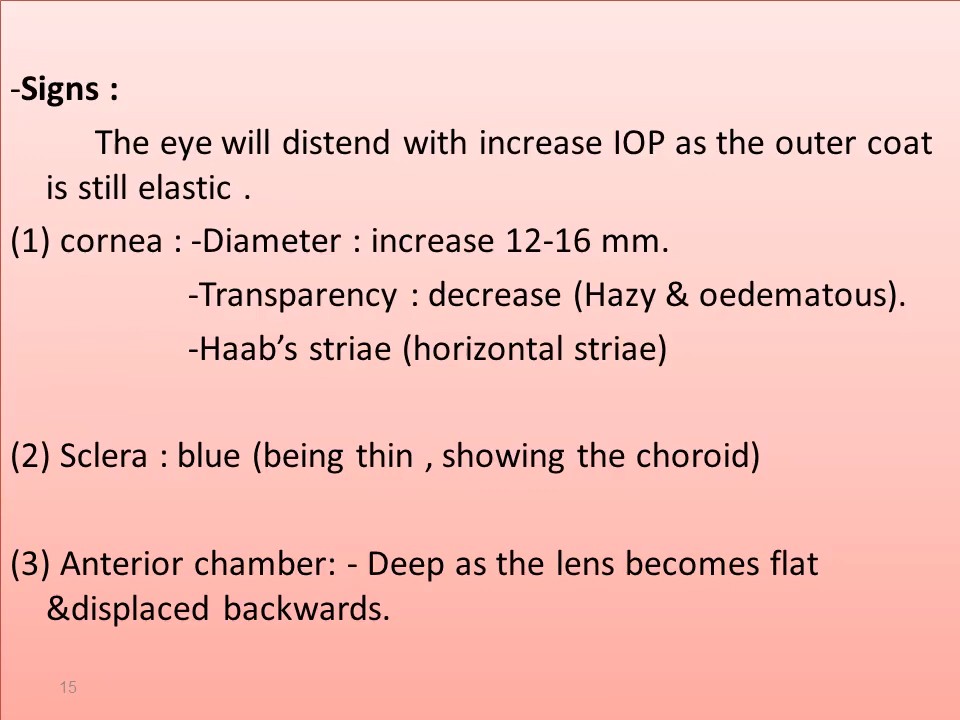 -Signs :
The eye will distend with increase IOP as the outer coat
is still elastic .
(1) cornea : -Diameter : increase 12-16 mm.
-Transparency : decrease (Hazy & oedematous).
-Haab’s striae (horizontal striae)
(2) Sclera : blue (being thin , showing the choroid)
(3) Anterior chamber: - Deep as the lens becomes flat
&displaced backwards.
15